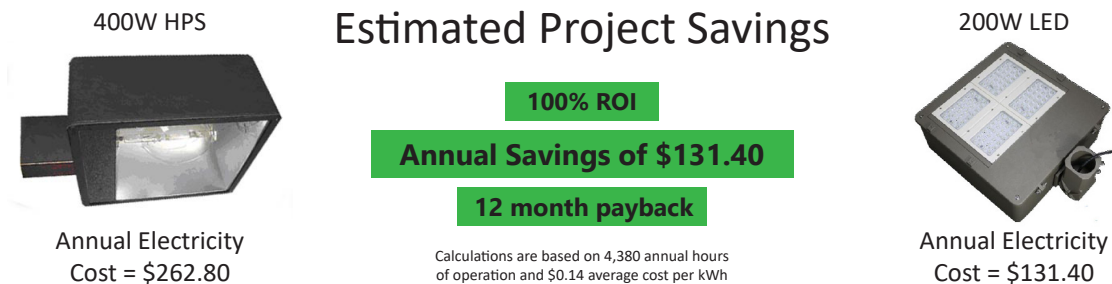 400W HPS
Estimated Project Savings
200W LED
100% ROI
Annual Savings of $131.40
12 month payback
Annual Electricity
Cost = $262.80
Calculations are based on 4,380 annual hours
of operation and $0.14 average cost per kWh
Annual Electricity
Cost = $131.40